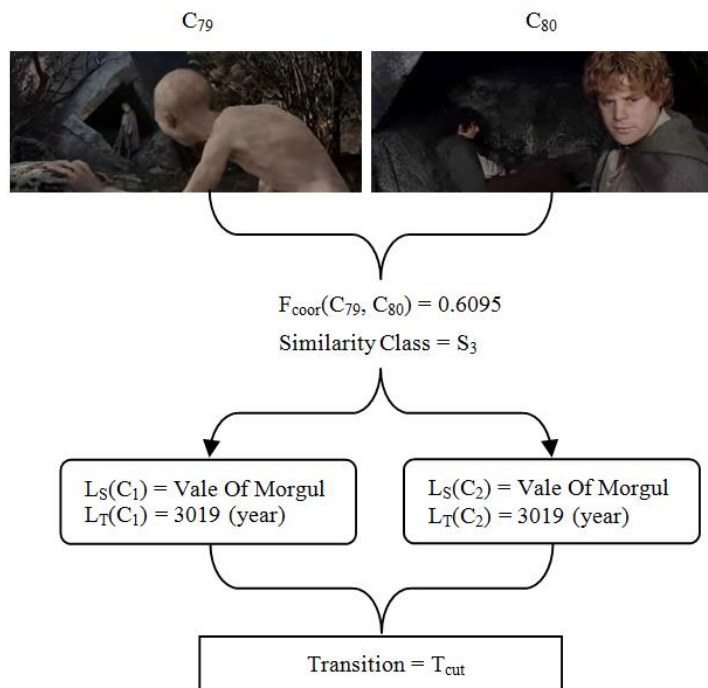 C79
C80
Fcoor(C79, C80) = 0.6095
Similarity Class = S3
LS(C1) = Vale Of Morgul
LT(C1) = 3019 (year)
LS(C2) = Vale Of Morgul
LT(C2) = 3019 (year)
Transition = Tcut